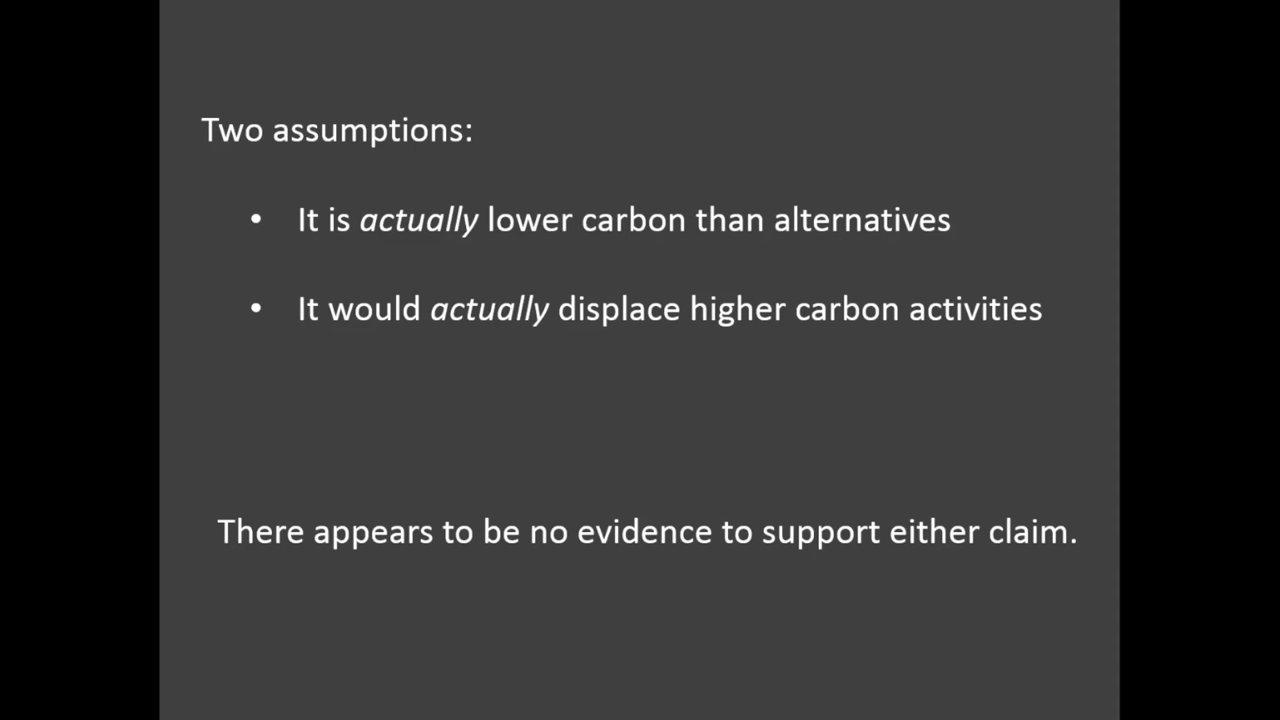 Two assumptions:
• It is actually lower carbon than alternatives
• It would actually displace higher carbon activities
There appears to be no evidence to support either claim.